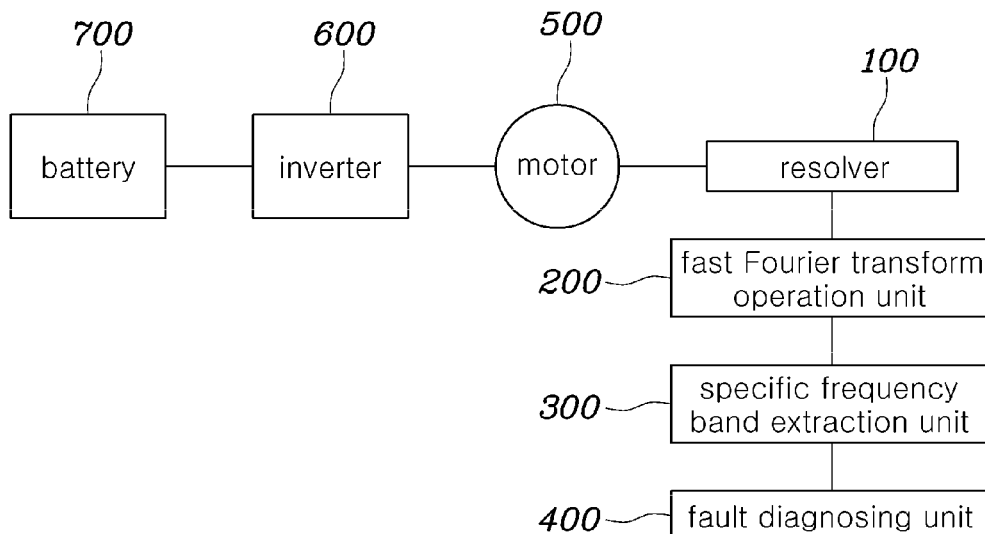 700
600
500
100
battery
inverter
motor
resolver
200
fast Fourier transform
operation unit
300
specific frequency
band extraction unit
400
fault diagnosing unit